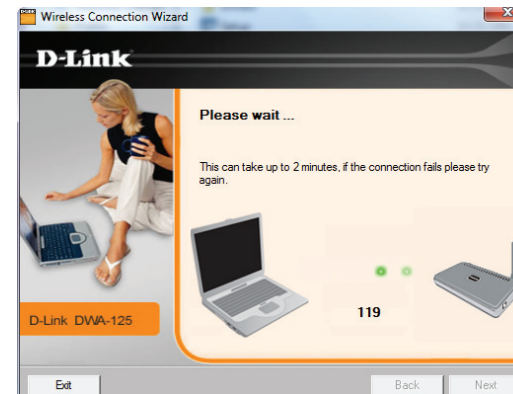 Wireless Connection Wizard
D-Link
Please wait ...
This can take up to 2 minutes, if the connection fails please try
again.
119
D-Link DWA-125
Exit
Back
Next